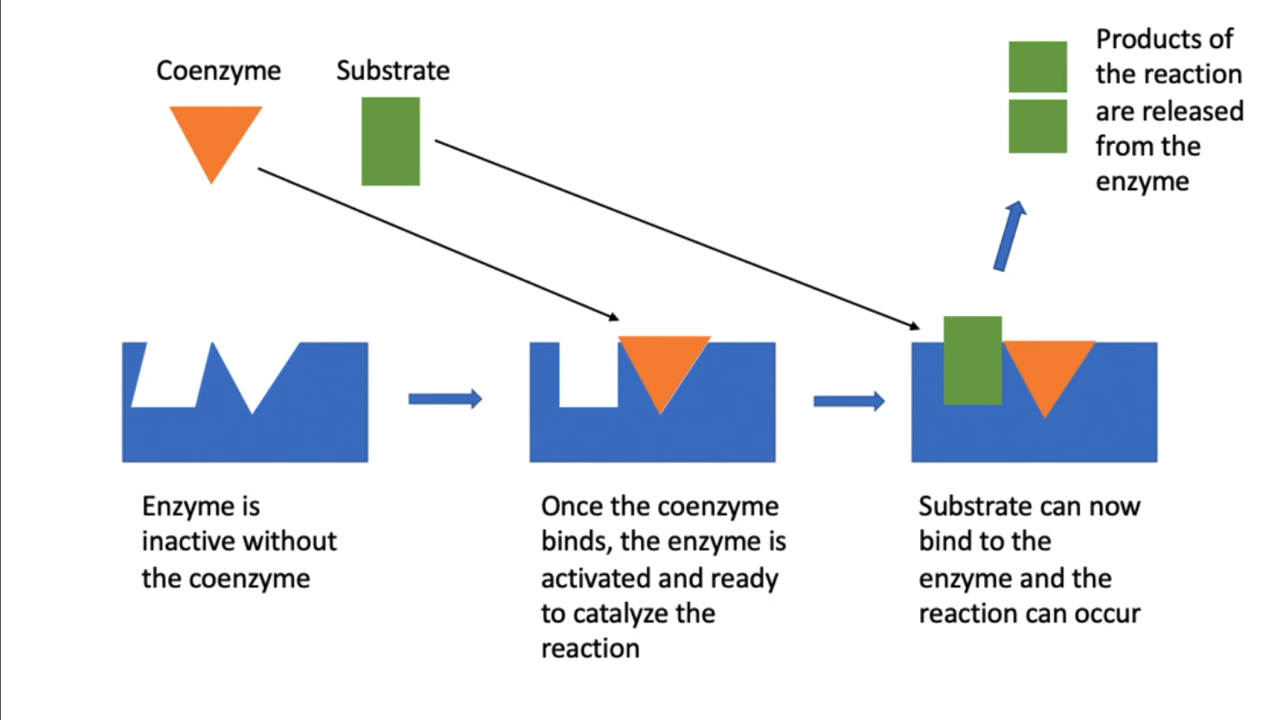 Coenzyme
Substrate
Products of
the reaction
are released
from the
enzyme
Enzyme is
inactive without
the coenzyme
Once the coenzyme
binds, the enzyme is
activated and ready
to catalyze the
reaction
Substrate can now
bind to the
enzyme and the
reaction can occur